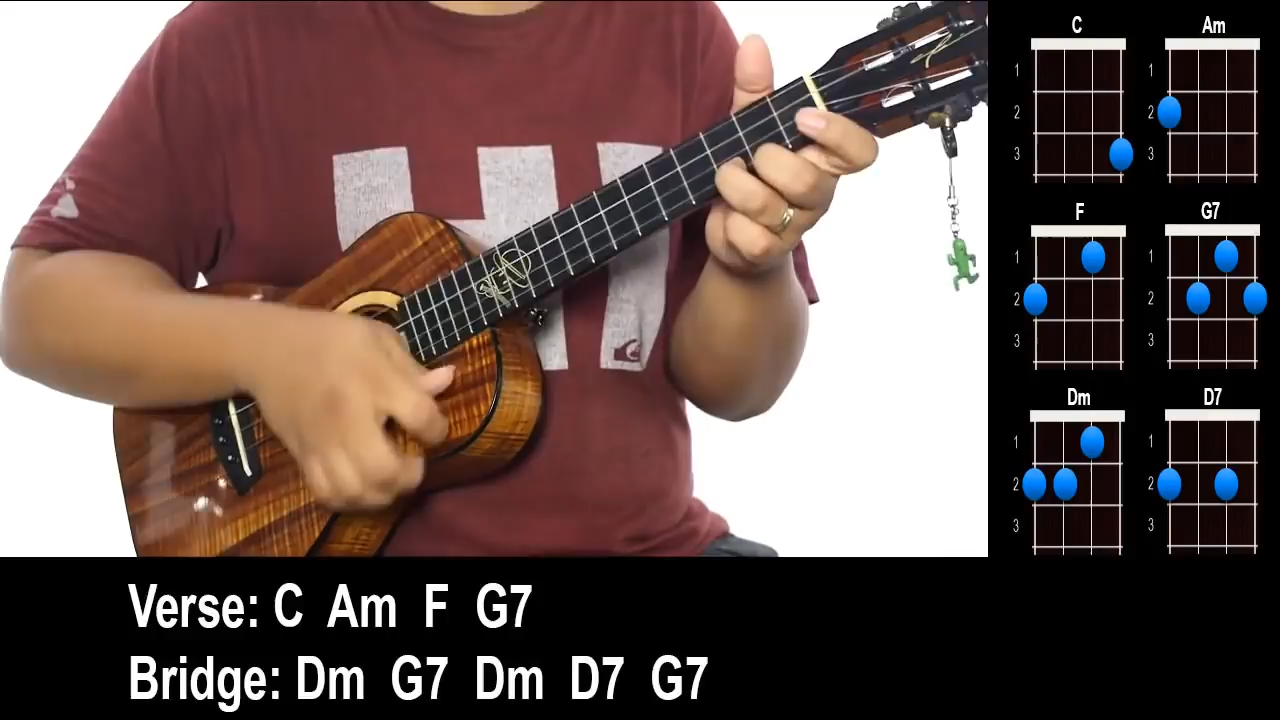 C Am
1 1
2 2
3 3
F G7
1 1
2 2
3 3
Dm D7
1 1
2 2
3 3
Verse: C Am F G7
Bridge: Dm G7 Dm D7 G7